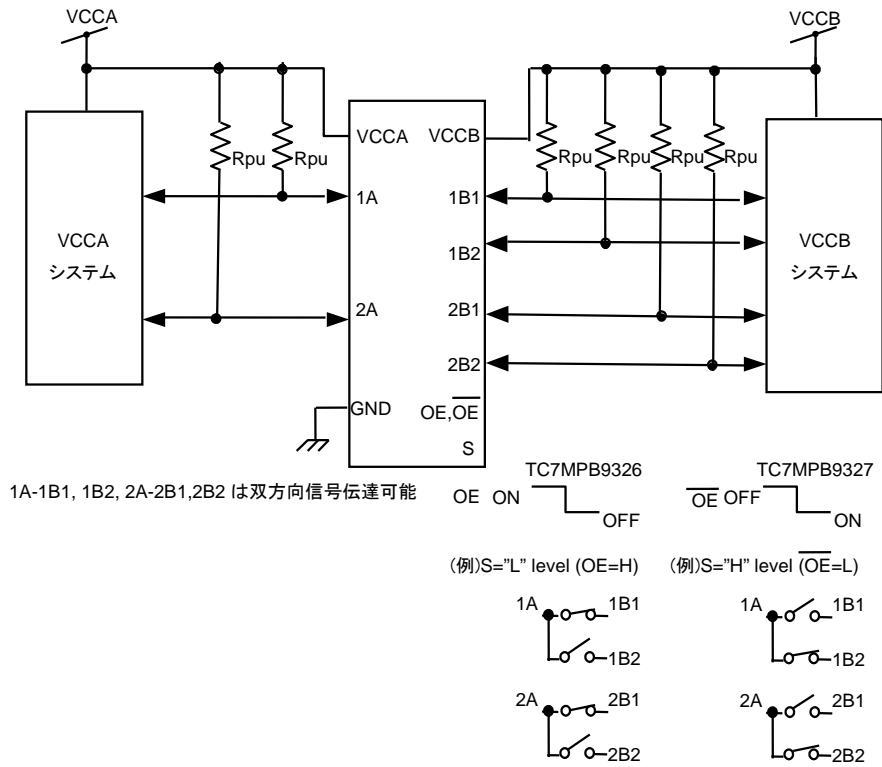 VCCA
VCCB
VCCA
VCCB
Rpu
Rpu
Rpu
Rpu
Rpu
Rpu
1A
1B1
VCCA
システム
1B2
VCCB
システム
2A
2B1
2B2
GND
OE,OE
S
1A-1B1, 1B2, 2A-2B1,2B2 は双方向信号伝達可能
TC7MPB9326
TC7MPB9327
OE ON
OFF
OE OFF
ON
(例)S="L" level (OE=H)
(例)S="H" level (OE=L)
1A
1B1
1B2
2A
2B1
2B2
1A
1B1
1B2
2A
2B1
2B2